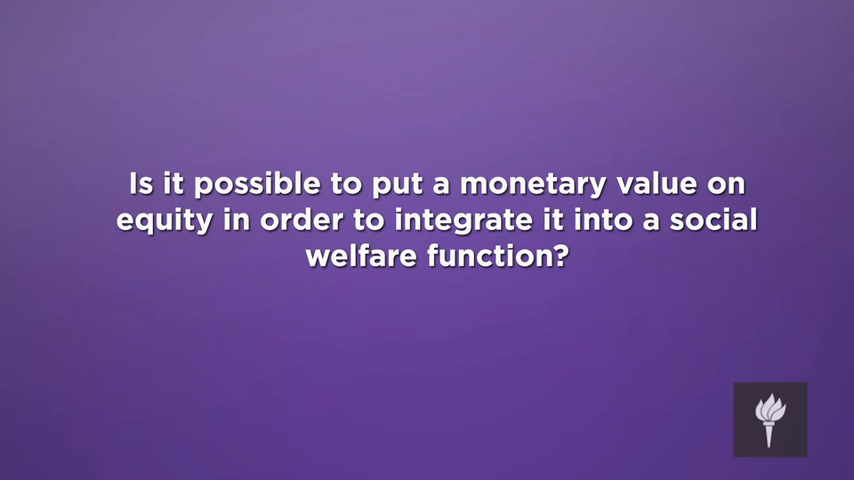 Is it possible to put a monetary value on
equity in order to integrate it into a social
welfare function?